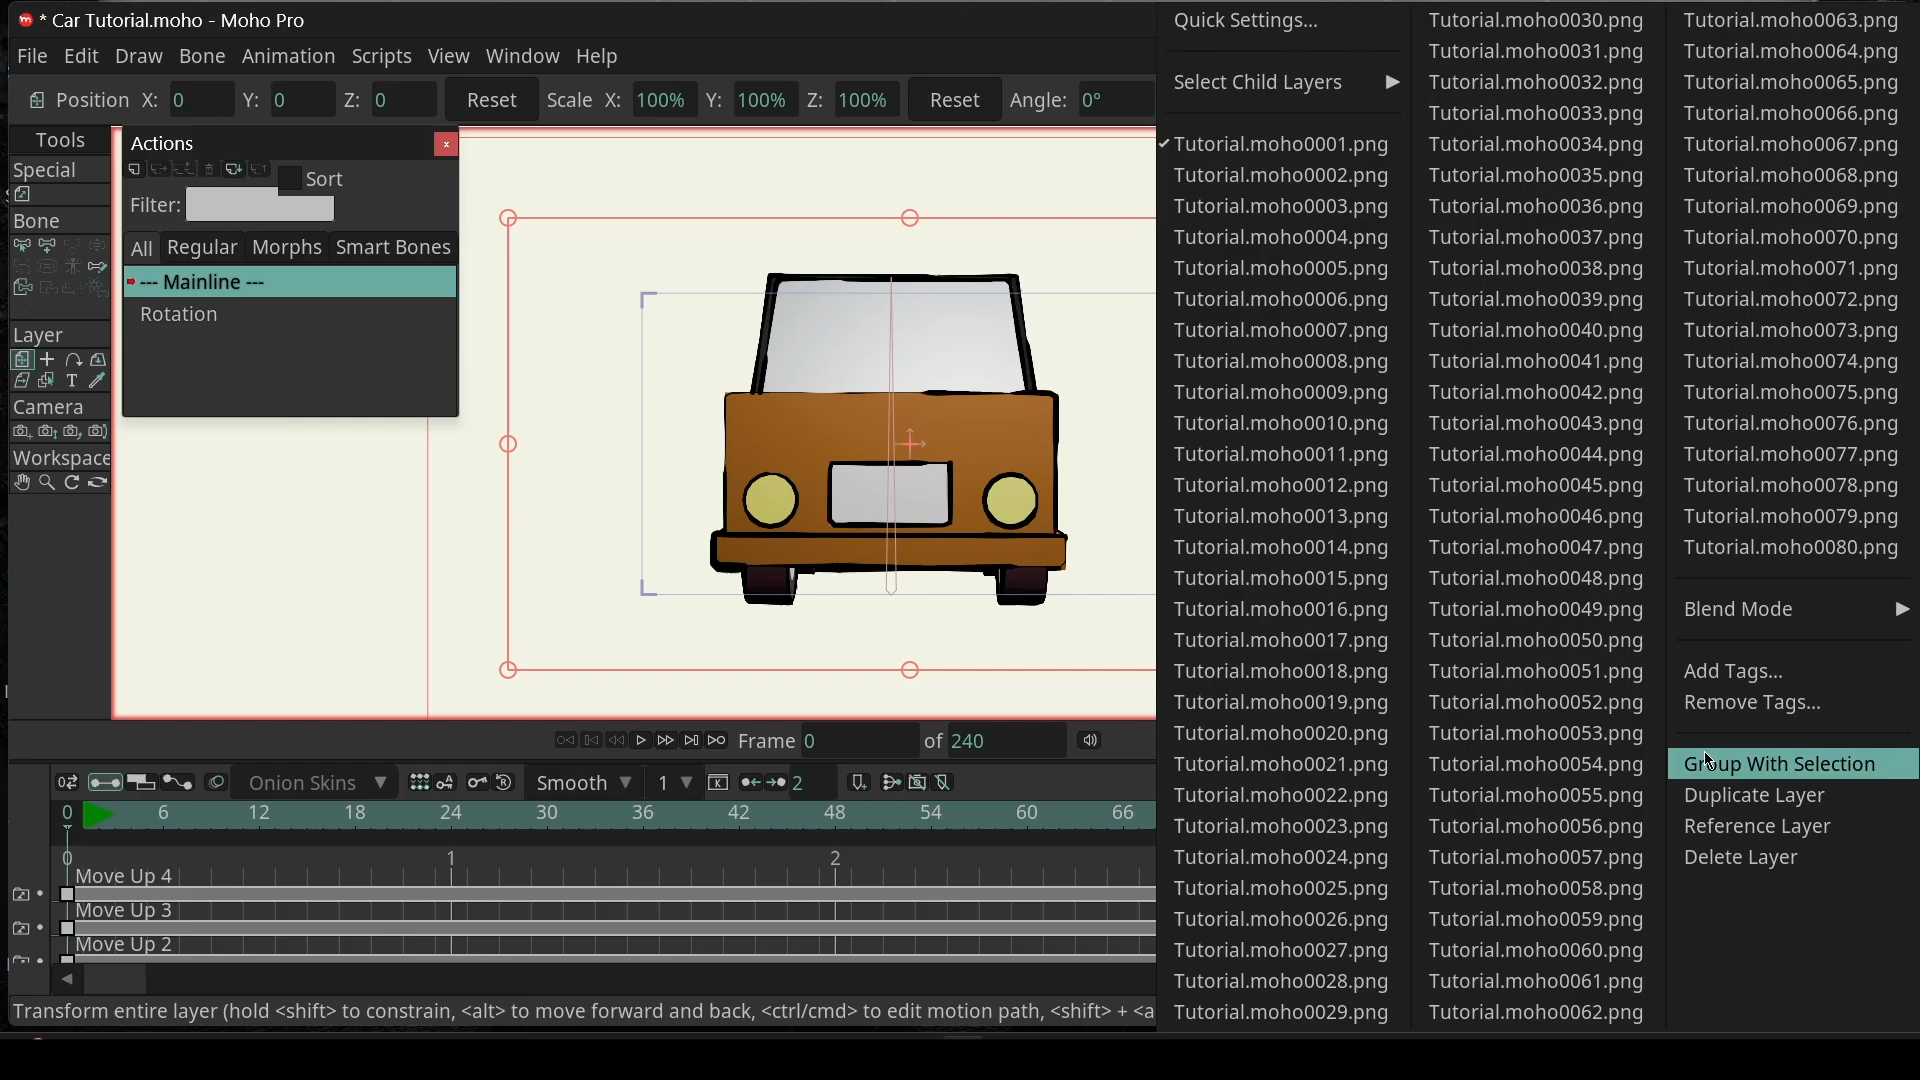 * Car Tutorial.moho - Moho Pro
File Edit Draw Bone Animation Scripts View Window Help
Position X: 0 Y: 0 Z: 0 Reset Scale X: 100% Y: 100% Z: 100% Reset Angle: 0°
Tools
Special
Bone
Layer
Camera
Workspace
Actions
Sort
Filter:
All Regular Morphs Smart Bones
--- Mainline ---
Rotation
Frame 0 of 240
Onion Skins Smooth 1 2
0 6 12 18 24 30 36 42 48 54 60 66
0 1 2
Move Up 4
Move Up 3
Move Up 2
Transform entire layer (hold <shift> to constrain, <alt> to move forward and back, <ctrl/cmd> to edit motion path, <shift> + <a
Quick Settings...
Select Child Layers
Tutorial.moho0001.png
Tutorial.moho0002.png
Tutorial.moho0003.png
Tutorial.moho0004.png
Tutorial.moho0005.png
Tutorial.moho0006.png
Tutorial.moho0007.png
Tutorial.moho0008.png
Tutorial.moho0009.png
Tutorial.moho0010.png
Tutorial.moho0011.png
Tutorial.moho0012.png
Tutorial.moho0013.png
Tutorial.moho0014.png
Tutorial.moho0015.png
Tutorial.moho0016.png
Tutorial.moho0017.png
Tutorial.moho0018.png
Tutorial.moho0019.png
Tutorial.moho0020.png
Tutorial.moho0021.png
Tutorial.moho0022.png
Tutorial.moho0023.png
Tutorial.moho0024.png
Tutorial.moho0025.png
Tutorial.moho0026.png
Tutorial.moho0027.png
Tutorial.moho0028.png
Tutorial.moho0029.png
Tutorial.moho0030.png
Tutorial.moho0031.png
Tutorial.moho0032.png
Tutorial.moho0033.png
Tutorial.moho0034.png
Tutorial.moho0035.png
Tutorial.moho0036.png
Tutorial.moho0037.png
Tutorial.moho0038.png
Tutorial.moho0039.png
Tutorial.moho0040.png
Tutorial.moho0041.png
Tutorial.moho0042.png
Tutorial.moho0043.png
Tutorial.moho0044.png
Tutorial.moho0045.png
Tutorial.moho0046.png
Tutorial.moho0047.png
Tutorial.moho0048.png
Tutorial.moho0049.png
Tutorial.moho0050.png
Tutorial.moho0051.png
Tutorial.moho0052.png
Tutorial.moho0053.png
Tutorial.moho0054.png
Tutorial.moho0055.png
Tutorial.moho0056.png
Tutorial.moho0057.png
Tutorial.moho0058.png
Tutorial.moho0059.png
Tutorial.moho0060.png
Tutorial.moho0061.png
Tutorial.moho0062.png
Tutorial.moho0063.png
Tutorial.moho0064.png
Tutorial.moho0065.png
Tutorial.moho0066.png
Tutorial.moho0067.png
Tutorial.moho0068.png
Tutorial.moho0069.png
Tutorial.moho0070.png
Tutorial.moho0071.png
Tutorial.moho0072.png
Tutorial.moho0073.png
Tutorial.moho0074.png
Tutorial.moho0075.png
Tutorial.moho0076.png
Tutorial.moho0077.png
Tutorial.moho0078.png
Tutorial.moho0079.png
Tutorial.moho0080.png
Blend Mode
Add Tags...
Remove Tags...
Group With Selection
Duplicate Layer
Reference Layer
Delete Layer